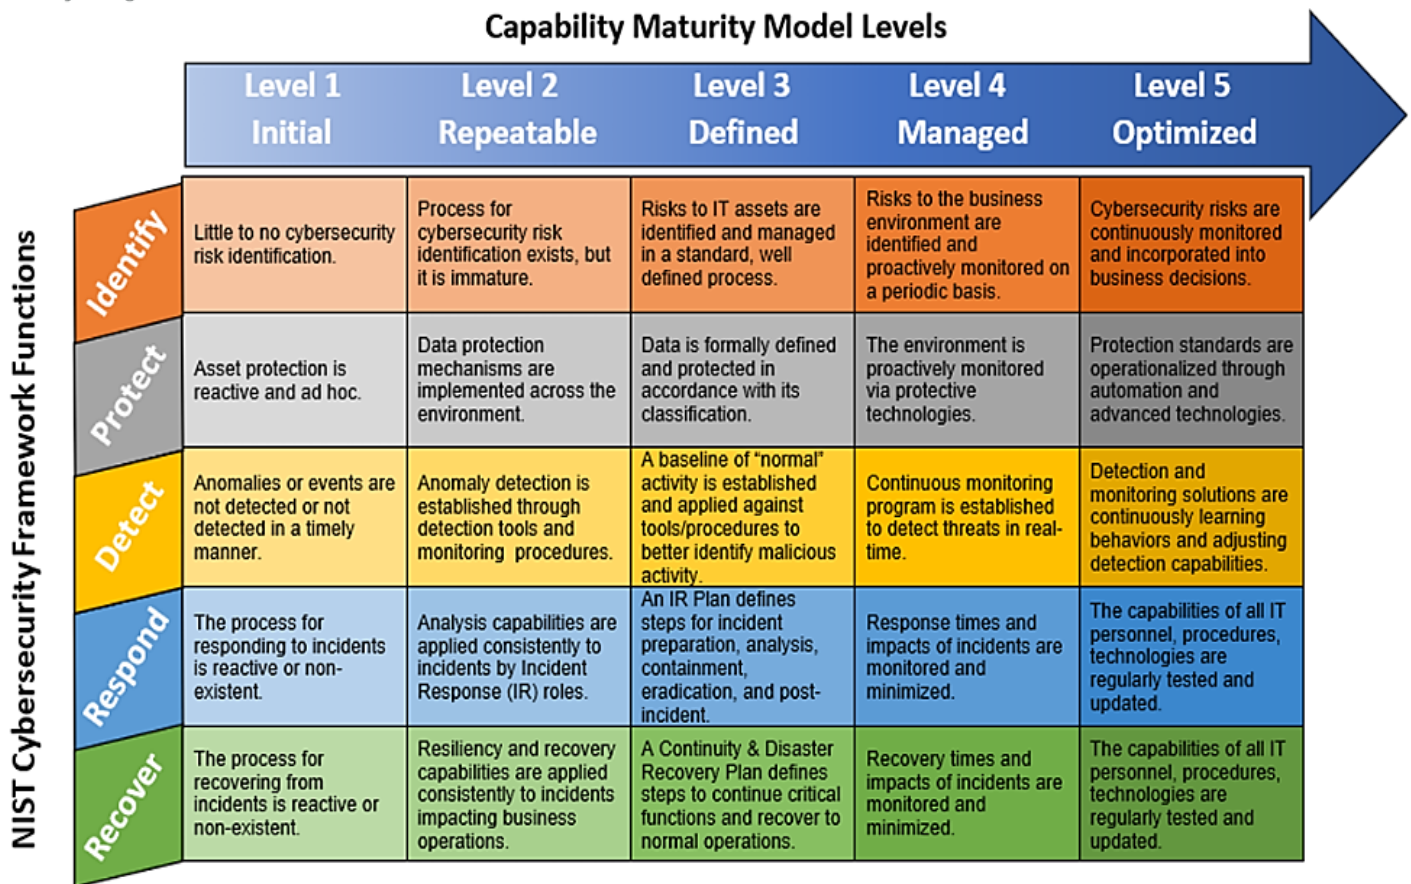 Capability Maturity Model Levels
Level 1
Initial
Level 2
Repeatable
Level 3
Defined
Level 4
Managed
Level 5
Optimized
NIST Cybersecurity Framework Functions
Identify
Little to no cybersecurity
risk identification.
Process for
cybersecurity risk
identification exists, but
it is immature.
Risks to IT assets are
identified and managed
in a standard, well
defined process.
Risks to the business
environment are
identified and
proactively monitored on
a periodic basis.
Cybersecurity risks are
continuously monitored
and incorporated into
business decisions.
Protect
Asset protection is
reactive and ad hoc.
Data protection
mechanisms are
implemented across the
environment.
Data is formally defined
and protected in
accordance with its
classification.
The environment is
proactively monitored
via protective
technologies.
Protection standards are
operationalized through
automation and
advanced technologies.
Detect
Anomalies or events are
not detected or not
detected in a timely
manner.
Anomaly detection is
established through
detection tools and
monitoring procedures.
A baseline of “normal”
activity is established
and applied against
tools/procedures to
better identify malicious
activity.
Continuous monitoring
program is established
to detect threats in real-
time.
Detection and
monitoring solutions are
continuously learning
behaviors and adjusting
detection capabilities.
Respond
The process for
responding to incidents
is reactive or non-
existent.
Analysis capabilities are
applied consistently to
incidents by Incident
Response (IR) roles.
An IR Plan defines
steps for incident
preparation, analysis,
containment,
eradication, and post-
incident.
Response times and
impacts of incidents are
monitored and
minimized.
The capabilities of all IT
personnel, procedures,
technologies are
regularly tested and
updated.
Recover
The process for
recovering from
incidents is reactive or
non-existent.
Resiliency and recovery
capabilities are applied
consistently to incidents
impacting business
operations.
A Continuity & Disaster
Recovery Plan defines
steps to continue critical
functions and recover to
normal operations.
Recovery times and
impacts of incidents are
monitored and
minimized.
The capabilities of all IT
personnel, procedures,
technologies are
regularly tested and
updated.